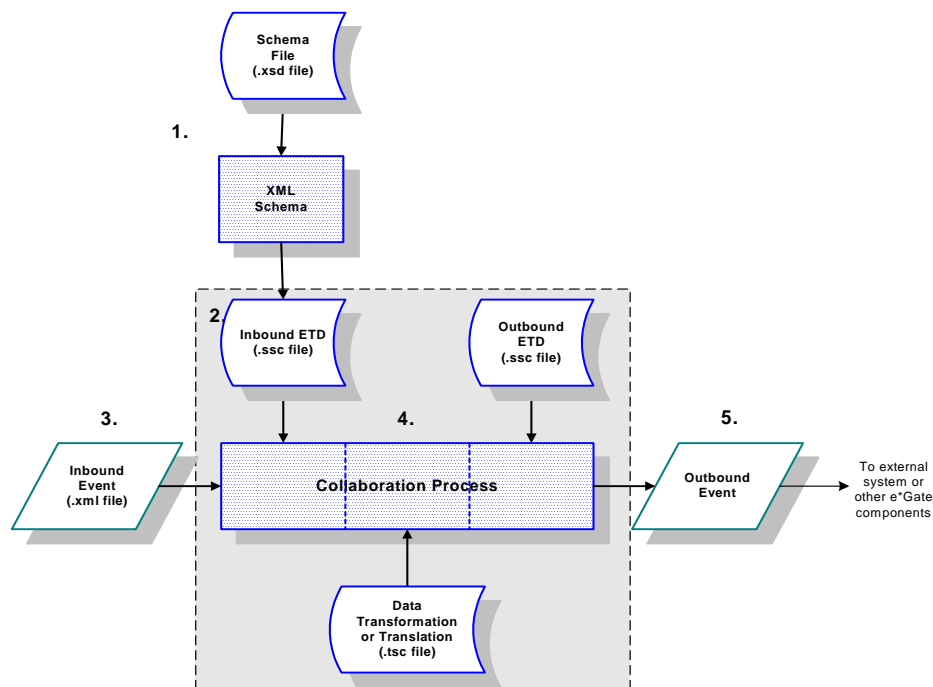 Schema
File
(.xsd file)
1.
XML
Schema
2.
Inbound ETD
(.ssc file)
Outbound
ETD
(.ssc file)
3.
4.
5.
Inbound
Event
(.xml file)
Collaboration Process
Outbound
Event
To external
system or
other e*Gate
components
Data
Transformation
or Translation
(.tsc file)